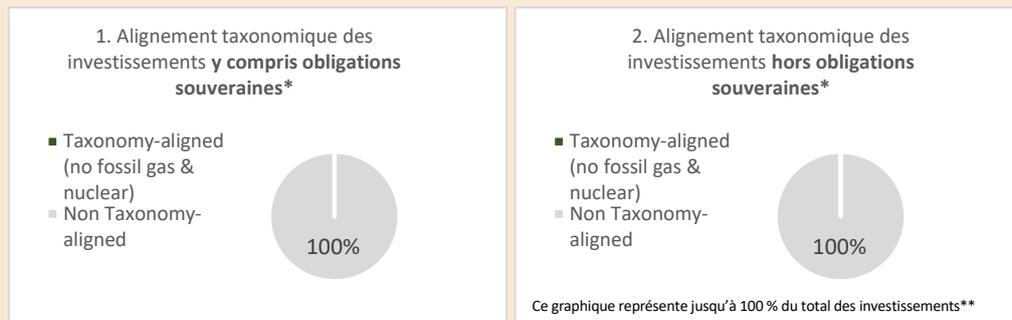 1. Alignement taxonomique des
investissements y compris obligations
souveraines*
Taxonomy-aligned
(no fossil gas &
nuclear)
Non Taxonomy-
aligned
100%
2. Alignement taxonomique des
investissements hors obligations
souveraines*
Taxonomy-aligned
(no fossil gas &
nuclear)
Non Taxonomy-
aligned
100%
Ce graphique représente jusqu'à 100 % du total des investissements**